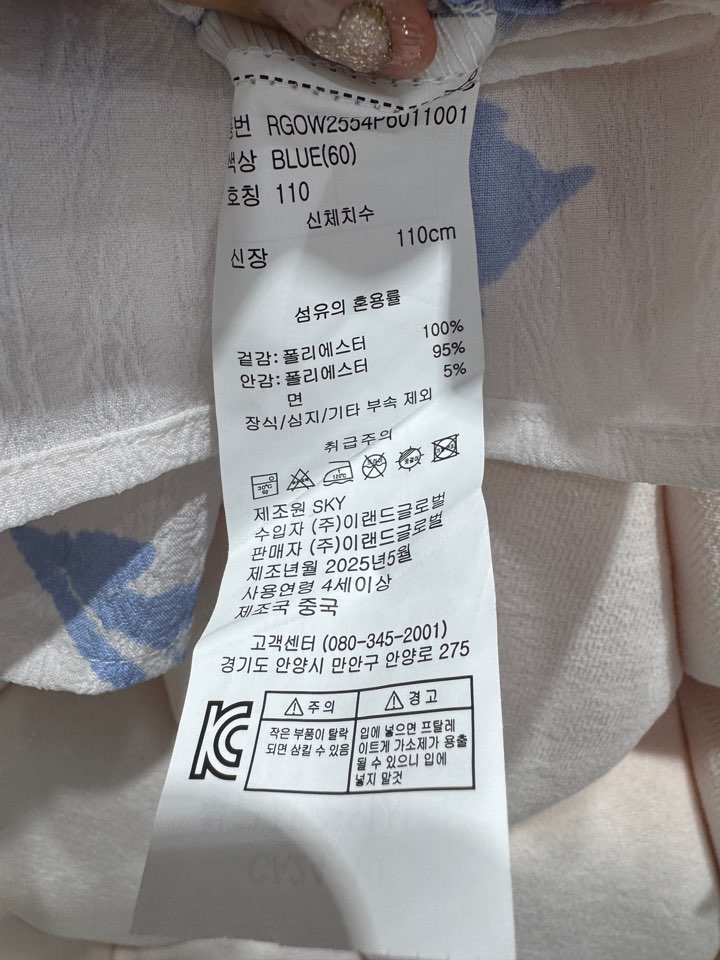 품번 RGOW2554P6011001
색상 BLUE(60)
호칭 110
신체치수
신장 110cm
섬유의 혼용률
겉감:폴리에스터 100%
안감:폴리에스터 95%
면 5%
장식/심지/기타 부속 제외
취급주의
제조원 SKY
수입자 (주)이랜드글로벌
판매자 (주)이랜드글로벌
제조년월 2025년5월
사용연령 4세이상
제조국 중국
고객센터 (080-345-2001)
경기도 안양시 만안구 안양로 275
주의
작은 부품이 탈락
되면 삼킬 수 있음
경고
입에 넣으면 프탈레
이트계 가소제가 용출
될 수 있으니 입에
넣지 말것